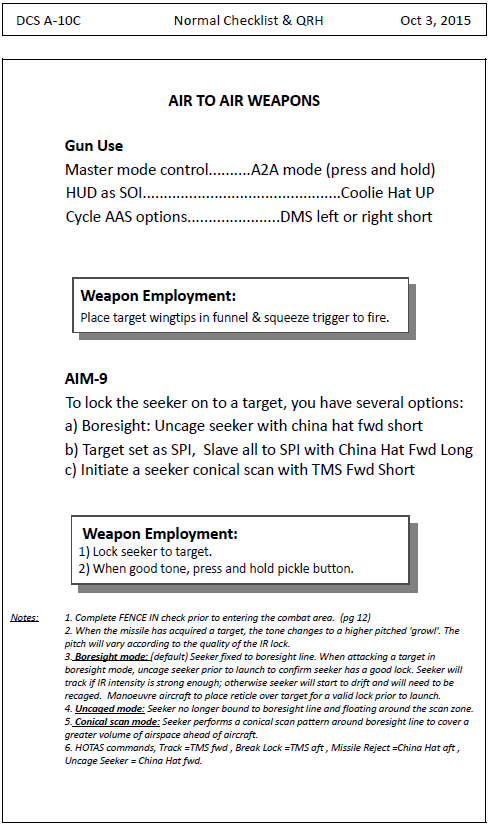 DCS A-10C Normal Checklist & QRH Oct 3, 2015
AIR TO AIR WEAPONS
Gun Use
Master mode control..........A2A mode (press and hold)
HUD as SOI.................................................Coolie Hat UP
Cycle AAS options.......................DMS left or right short
Weapon Employment:
Place target wingtips in funnel & squeeze trigger to fire.
AIM-9
To lock the seeker on to a target, you have several options:
a) Boresight: Uncage seeker with china hat fwd short
b) Target set as SPI,  Slave all to SPI with China Hat Fwd Long
c) Initiate a seeker conical scan with TMS Fwd Short
Weapon Employment:
1) Lock seeker to target.
2) When good tone, press and hold pickle button.
Notes: 1. Complete FENCE IN check prior to entering the combat area.  (pg 12)
2. When the missile has acquired a target, the tone changes to a higher pitched 'growl'. The
pitch will vary according to the quality of the IR lock.
3. Boresight mode: (default) Seeker fixed to boresight line. When attacking a target in
boresight mode, uncage seeker prior to launch to confirm seeker has a good lock. Seeker will
track if IR intensity is strong enough; otherwise seeker will start to drift and will need to be
recaged.  Manoeuvre aircraft to place reticle over target for a valid lock prior to launch.
4. Uncaged mode: Seeker no longer bound to boresight line and floating around the scan zone.
5. Conical scan mode: Seeker performs a conical scan pattern around boresight line to cover a
greater volume of airspace ahead of aircraft.
6. HOTAS commands, Track =TMS fwd , Break Lock =TMS aft , Missile Reject =China Hat aft ,
Uncage Seeker = China Hat fwd.